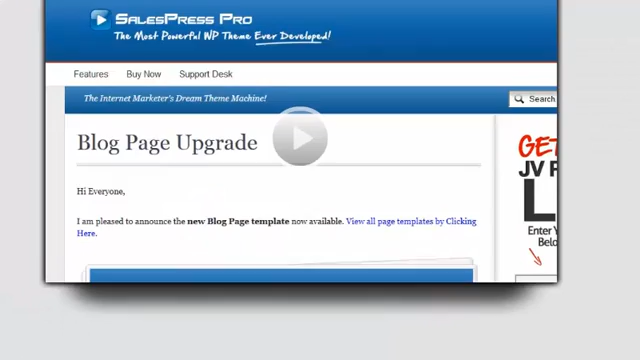 SalesPress Pro
The Most Powerful WP Theme Ever Developed!
Features Buy Now Support Desk
The Internet Marketer's Dream Theme Machine!
Search
Blog Page Upgrade
GET
JV
Hi Everyone,
I am pleased to announce the new Blog Page template now available. View all page templates by Clicking
Here.
Enter
Belo